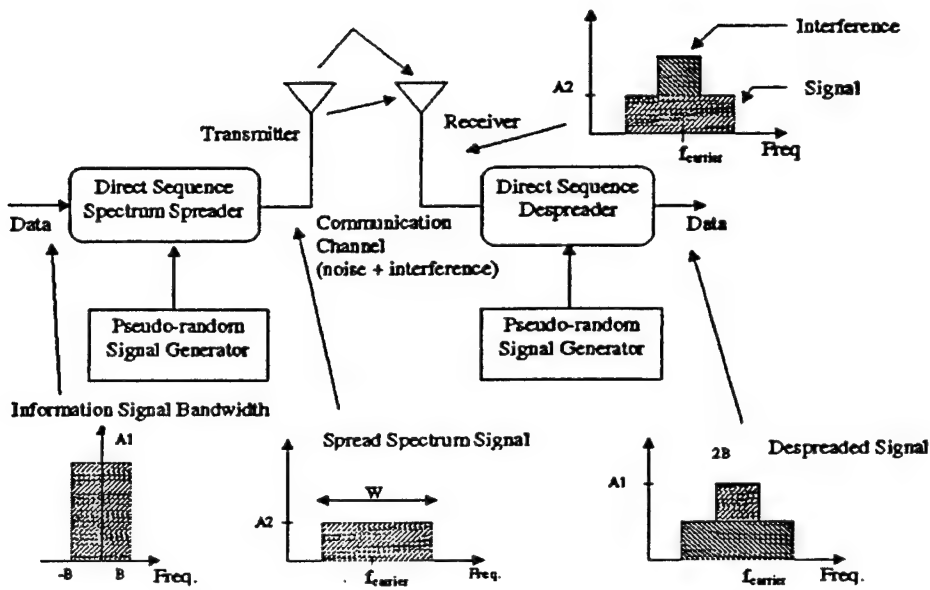 Interference
A2
Signal
f_carrier
Freq
Transmitter
Receiver
Direct Sequence
Spectrum Spreader
Data
Communication
Channel
(noise + interference)
Direct Sequence
Despreader
Data
Pseudo-random
Signal Generator
Pseudo-random
Signal Generator
Information Signal Bandwidth
A1
-B
B
Freq.
Spread Spectrum Signal
W
A2
f_carrier
Freq.
Despreaded Signal
2B
A1
f_carrier
Freq.